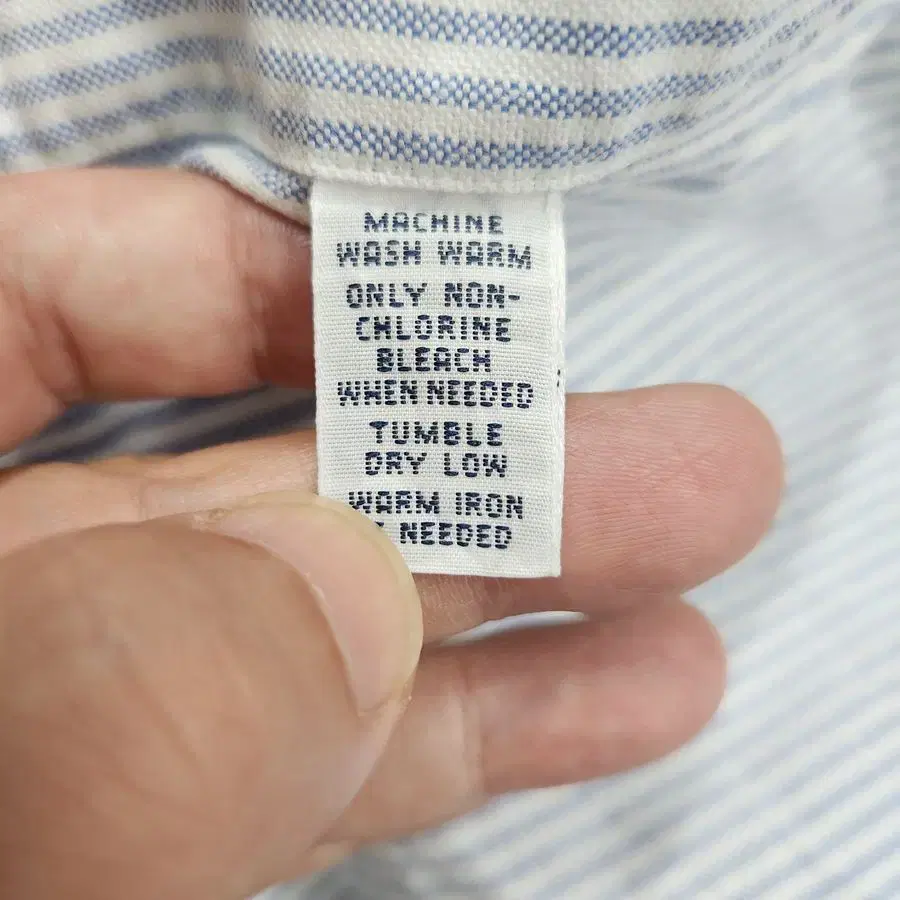 MACHINE
WASH WARM
ONLY NON-
CHLORINE
BLEACH
WHEN NEEDED
TUMBLE
DRY LOW
WARM IRON
NEEDED